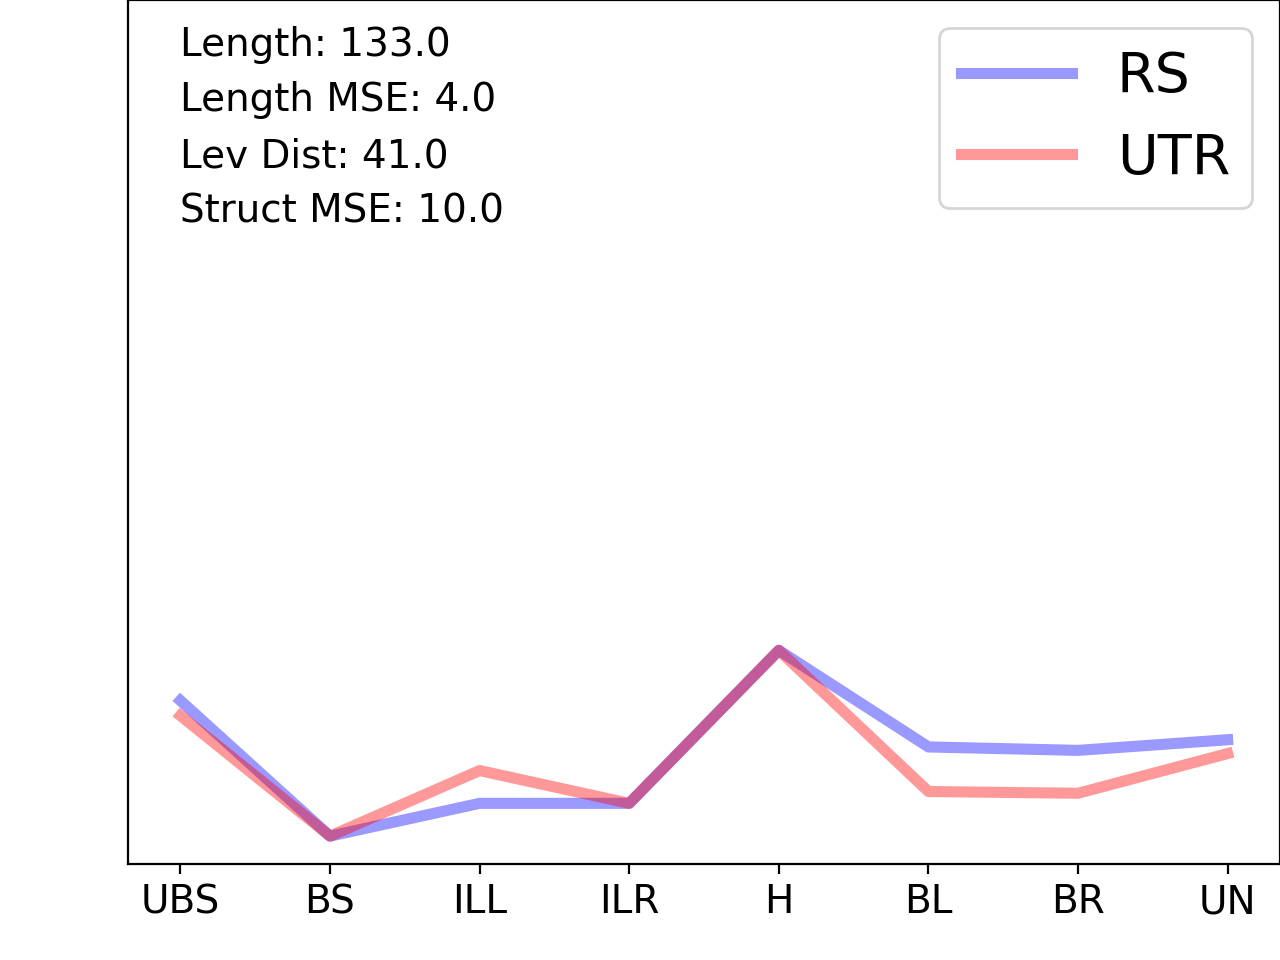 Length: 133.0
Length MSE: 4.0
Lev Dist: 41.0
Struct MSE: 10.0
RS
UTR
UBS BS ILL ILR H BL BR UN